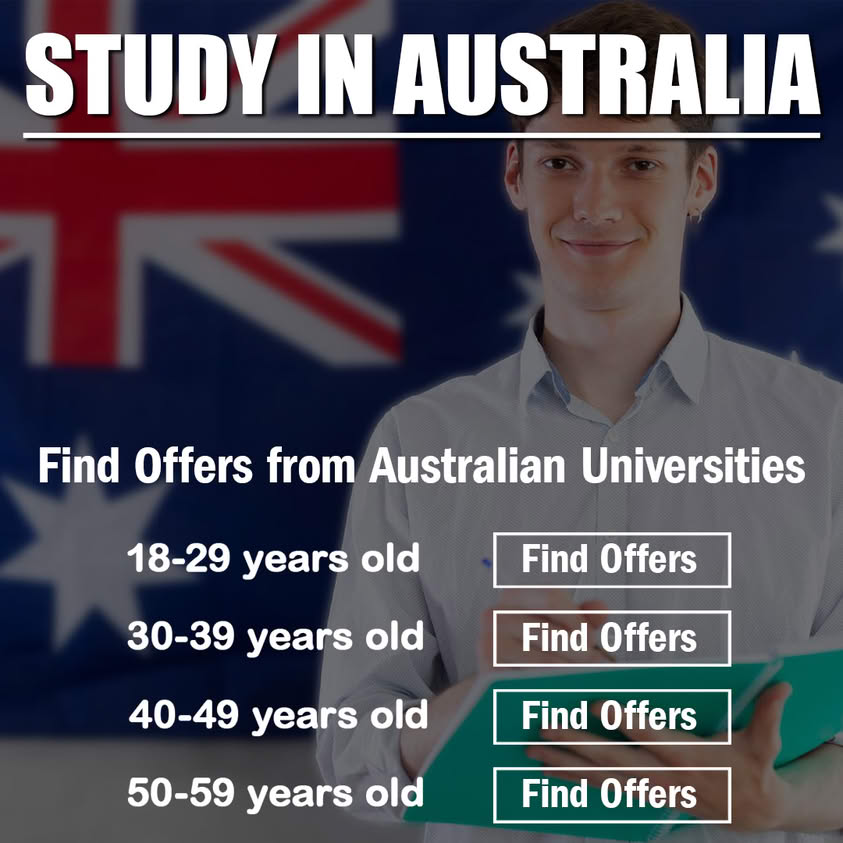 STUDY IN AUSTRALIA
Find Offers from Australian Universities
18-29 years old Find Offers
30-39 years old Find Offers
40-49 years old Find Offers
50-59 years old Find Offers